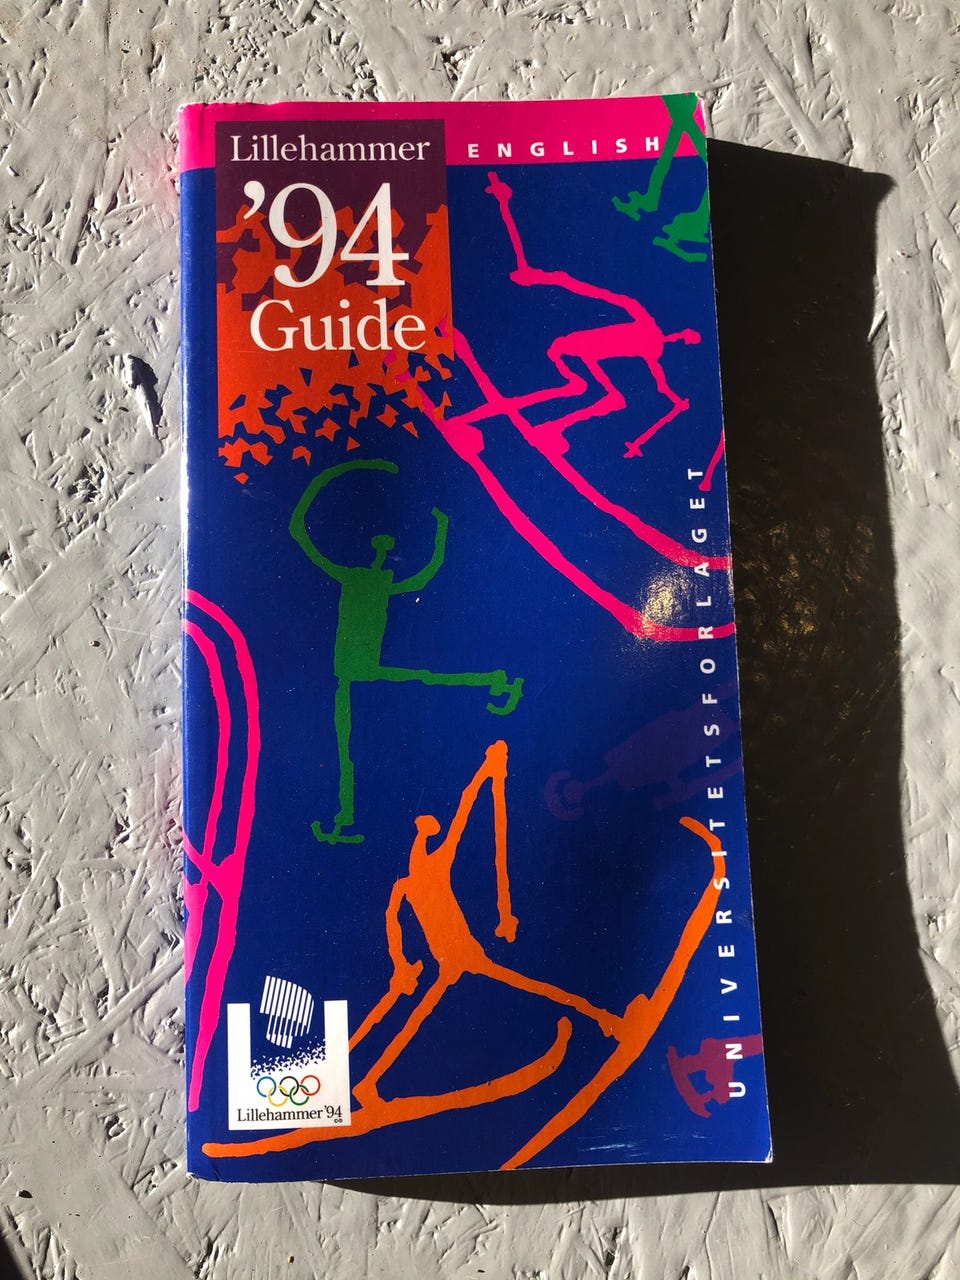 Lillehammer
’94
Guide
ENGLISH
UNIVERSITETSFORLAGET
Lillehammer’94